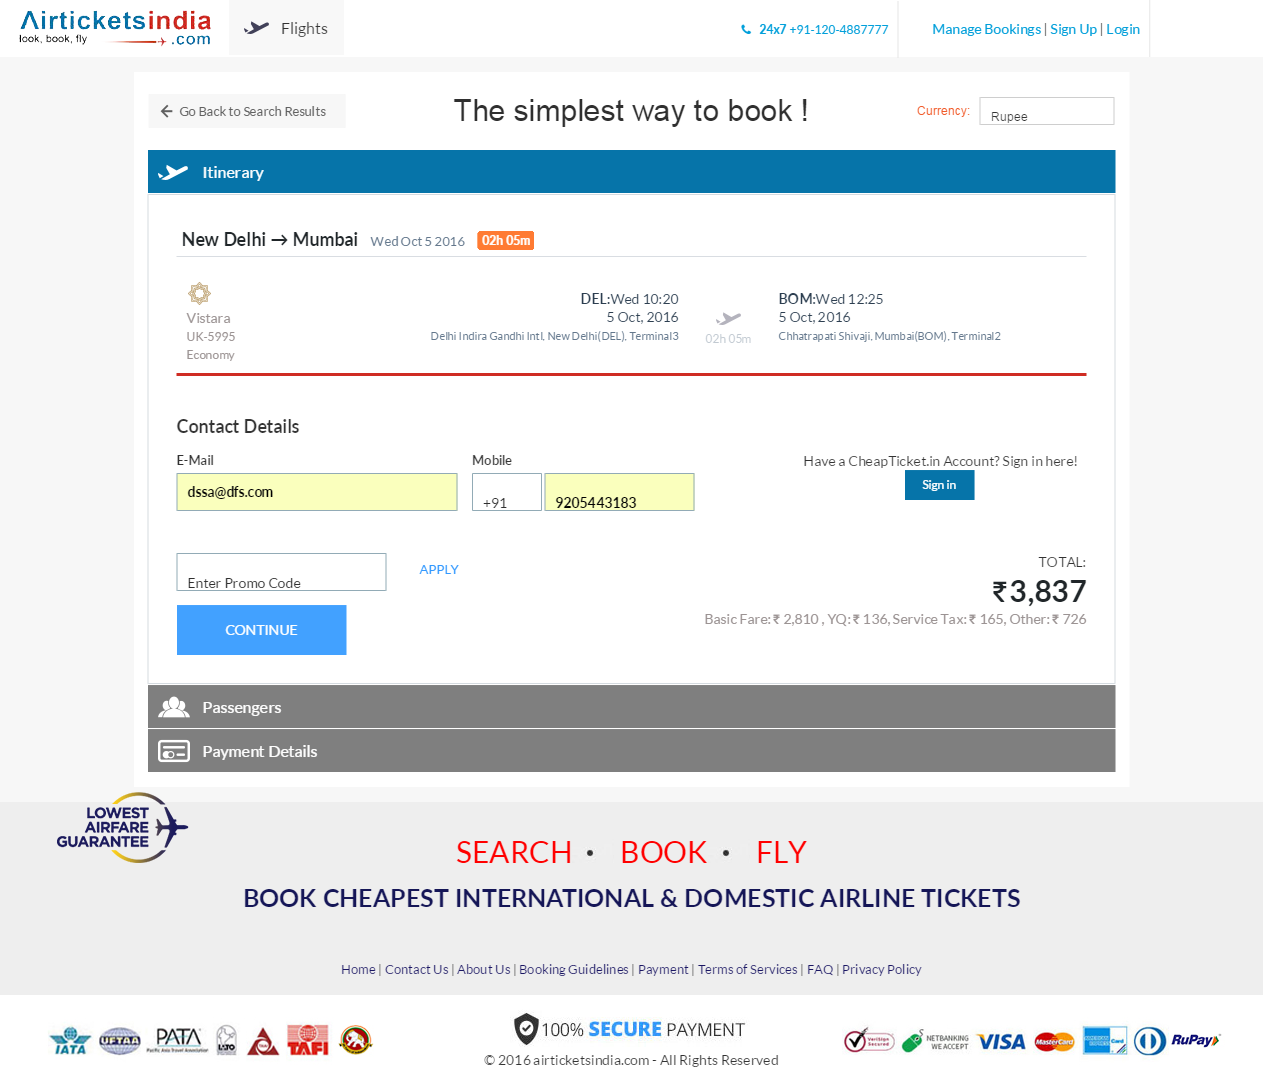 Airticketsindia
look, book, fly
.com
Flights
24x7 +91-120-4887777
Manage Bookings | Sign Up | Login
Go Back to Search Results
The simplest way to book !
Currency:
Rupee
Itinerary
New Delhi → Mumbai Wed Oct 5 2016 02h 05m
Vistara
UK-5995
Economy
DEL:Wed 10:20
5 Oct, 2016
Delhi Indira Gandhi Intl, New Delhi(DEL), Terminal3
02h 05m
BOM:Wed 12:25
5 Oct, 2016
Chhatrapati Shivaji, Mumbai(BOM), Terminal2
Contact Details
E-Mail
dssa@dfs.com
Mobile
+91
9205443183
Have a CheapTicket.in Account? Sign in here!
Sign in
Enter Promo Code
APPLY
TOTAL:
₹3,837
Basic Fare: ₹ 2,810 , YQ: ₹ 136, Service Tax: ₹ 165, Other: ₹ 726
CONTINUE
Passengers
Payment Details
LOWEST
AIRFARE
GUARANTEE
SEARCH • BOOK • FLY
BOOK CHEAPEST INTERNATIONAL & DOMESTIC AIRLINE TICKETS
Home | Contact Us | About Us | Booking Guidelines | Payment | Terms of Services | FAQ | Privacy Policy
IATA
UFTAA
PATA
Pacific Asia Travel Association
IATO
TAFI
100% SECURE PAYMENT
VeriSign
Secured
NETBANKING
WE ACCEPT
VISA
MasterCard
RuPay
© 2016 airticketsindia.com - All Rights Reserved